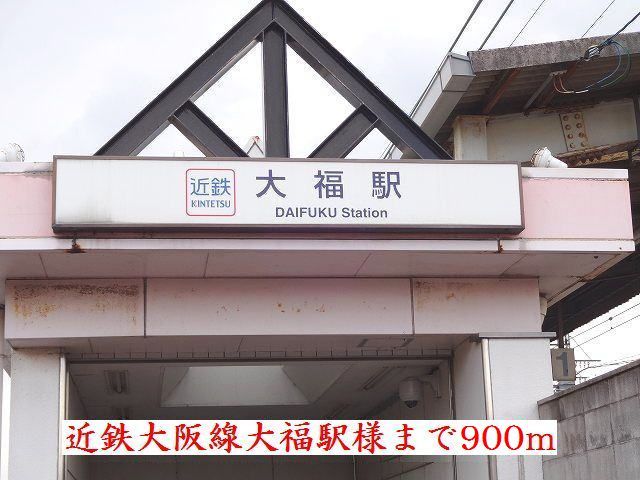 近鉄
KINTETSU
大福駅
DAIFUKU Station
1
近鉄大阪線大福駅様まで900m